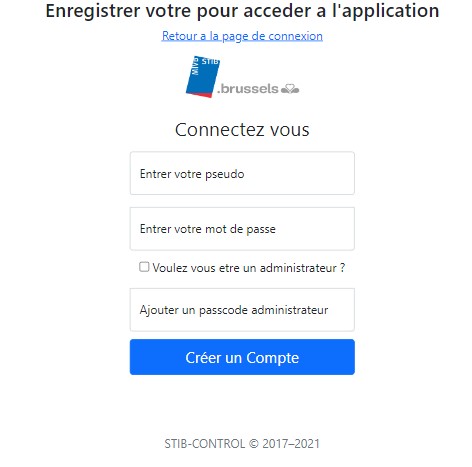 Enregistrer votre pour acceder a l'application
Retour a la page de connexion
MIVB STIB
.brussels
Connectez vous
Entrer votre pseudo
Entrer votre mot de passe
Voulez vous etre un administrateur ?
Ajouter un passcode administrateur
Créer un Compte
STIB-CONTROL © 2017–2021